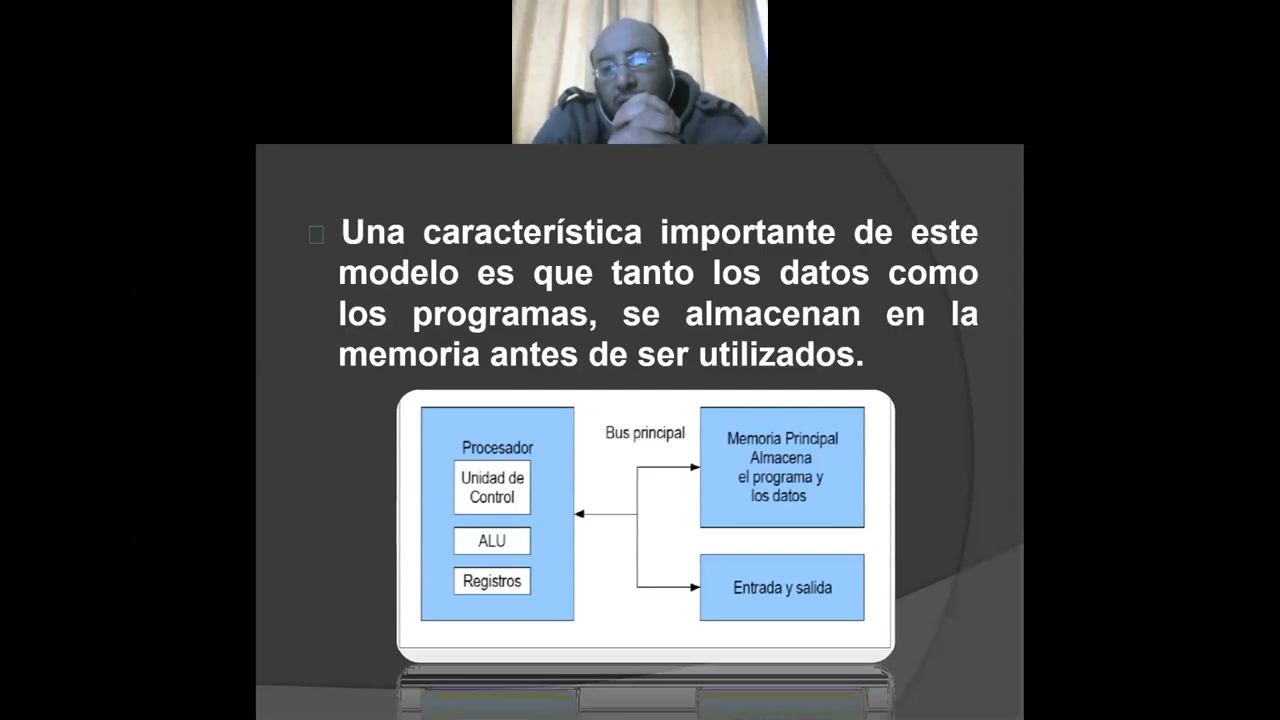 Una característica importante de este
modelo es que tanto los datos como
los programas, se almacenan en la
memoria antes de ser utilizados.
Procesador
Unidad de
Control
ALU
Registros
Bus principal
Memoria Principal
Almacena
el programa y
los datos
Entrada y salida